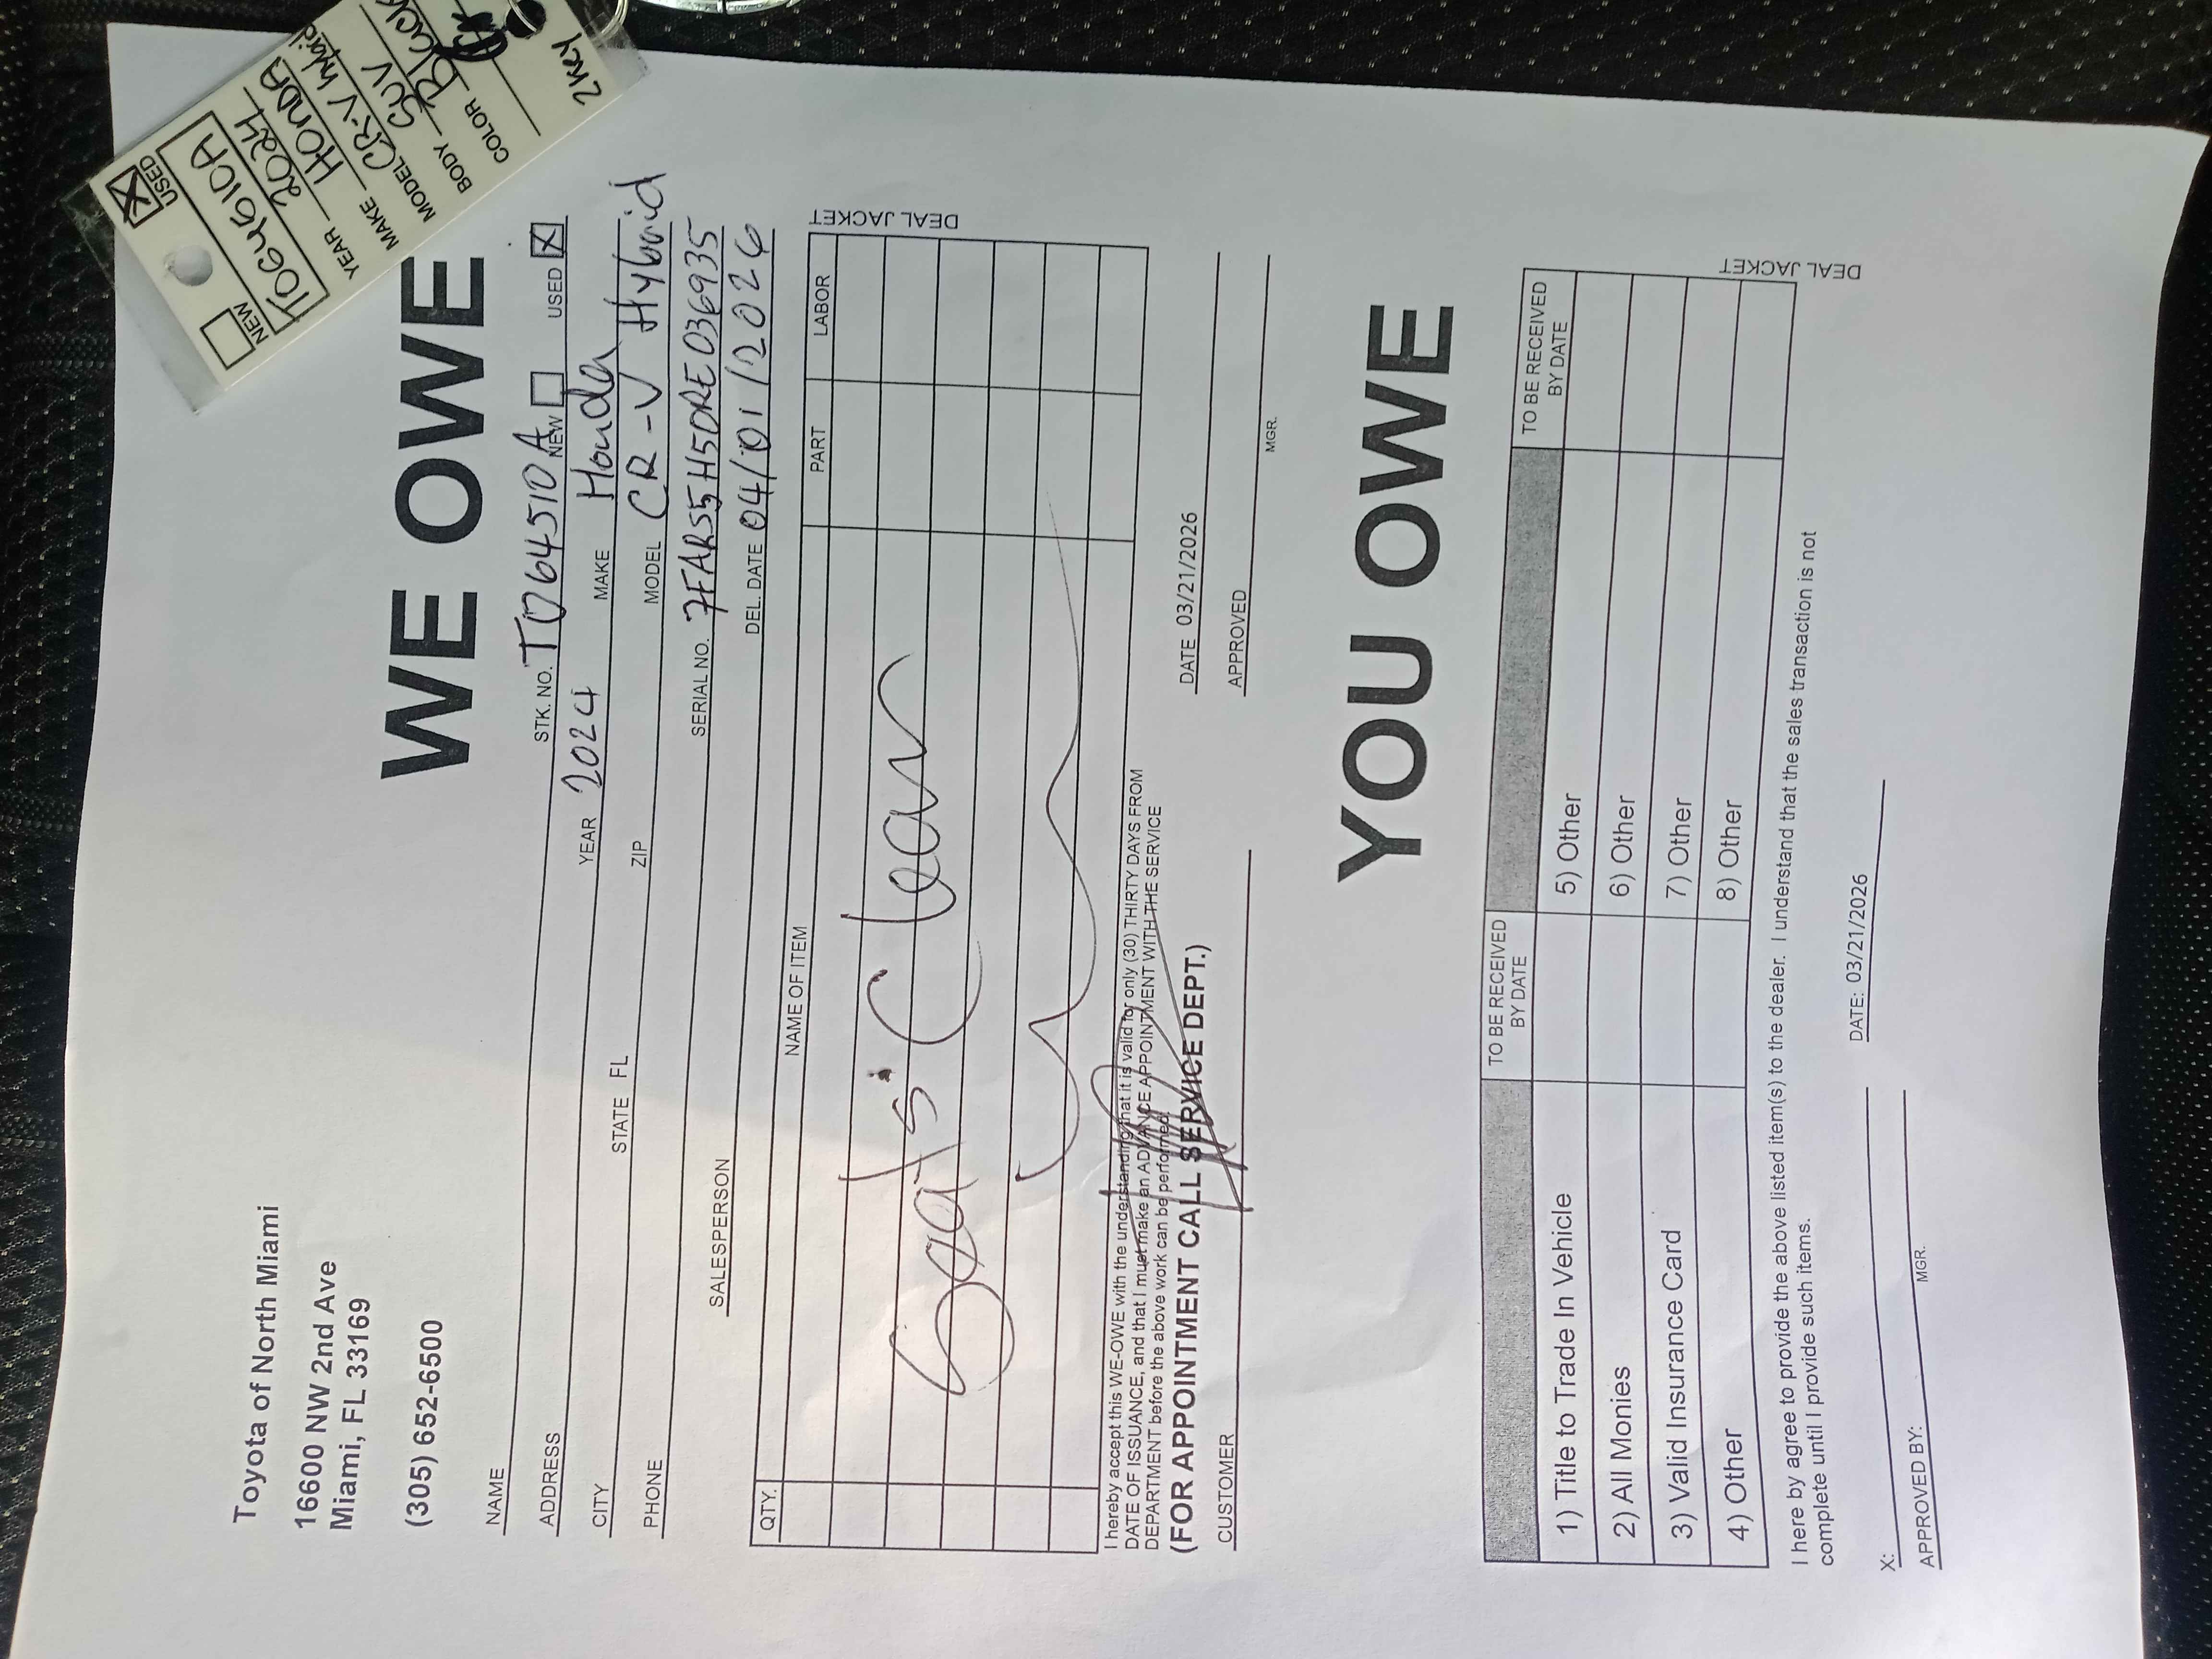 NEW USED
T064510A
YEAR 2024
MAKE HONDA
MODEL CR-V Hybrid
BODY SUV
COLOR Black
2 key
Toyota of North Miami
16600 NW 2nd Ave
Miami, FL 33169
(305) 652-6500
WE OWE
NAME STK. NO. T064510A NEW USED
ADDRESS YEAR 2024 MAKE Honda
CITY STATE FL ZIP MODEL CR-V Hybrid
PHONE SERIAL NO. 7FARS5H5DRE036935
SALESPERSON DEL. DATE 04/01/2026
QTY. NAME OF ITEM PART LABOR
Seats Clean
DEAL JACKET
I hereby accept this WE-OWE with the understanding that it is valid for only (30) THIRTY DAYS FROM
DATE OF ISSUANCE, and that I must make an ADVANCE APPOINTMENT WITH THE SERVICE
DEPARTMENT before the above work can be performed.
(FOR APPOINTMENT CALL SERVICE DEPT.)
DATE 03/21/2026
CUSTOMER APPROVED
MGR.
YOU OWE
TO BE RECEIVED BY DATE TO BE RECEIVED BY DATE
1) Title to Trade In Vehicle 5) Other
2) All Monies 6) Other
3) Valid Insurance Card 7) Other
4) Other 8) Other
DEAL JACKET
I here by agree to provide the above listed item(s) to the dealer. I understand that the sales transaction is not
complete until I provide such items.
X: DATE: 03/21/2026
APPROVED BY:
MGR.